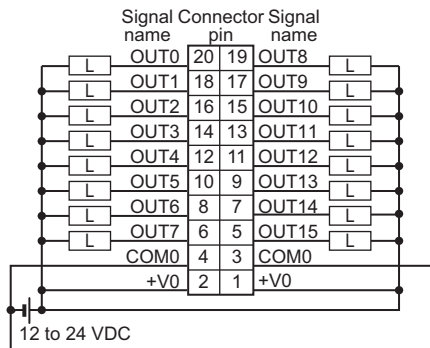 Signal Connector Signal
name pin name
OUT0 20 19 OUT8
L L
OUT1 18 17 OUT9
L L
OUT2 16 15 OUT10
L L
OUT3 14 13 OUT11
L L
OUT4 12 11 OUT12
L L
OUT5 10 9 OUT13
L L
OUT6 8 7 OUT14
L L
OUT7 6 5 OUT15
L L
COM0 4 3 COM0
+V0 2 1 +V0
12 to 24 VDC